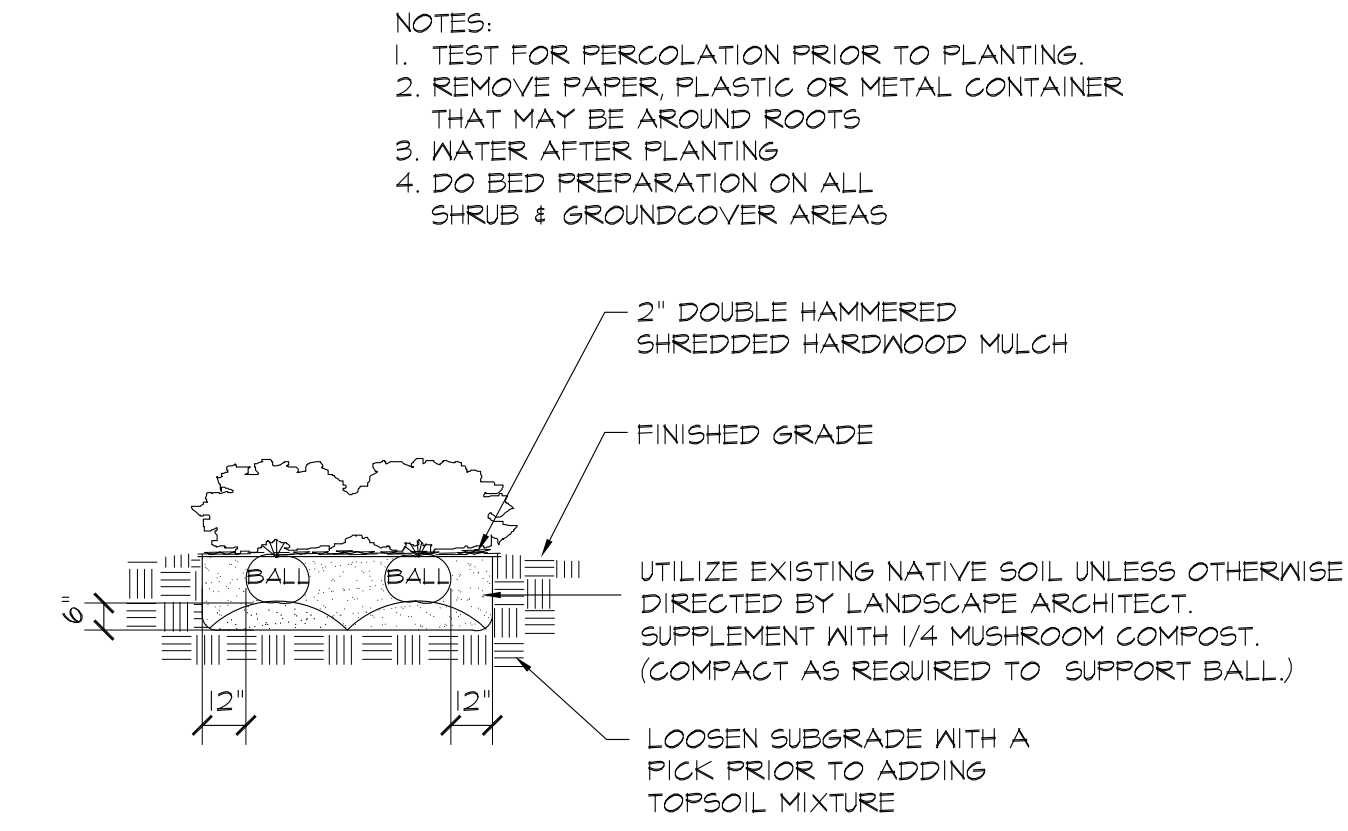 NOTES:
1. TEST FOR PERCOLATION PRIOR TO PLANTING.
2. REMOVE PAPER, PLASTIC OR METAL CONTAINER
THAT MAY BE AROUND ROOTS
3. WATER AFTER PLANTING
4. DO BED PREPARATION ON ALL
SHRUB & GROUNDCOVER AREAS
2" DOUBLE HAMMERED
SHREDDED HARDWOOD MULCH
FINISHED GRADE
BALL
BALL
6"
UTILIZE EXISTING NATIVE SOIL UNLESS OTHERWISE
DIRECTED BY LANDSCAPE ARCHITECT.
SUPPLEMENT WITH 1/4 MUSHROOM COMPOST.
(COMPACT AS REQUIRED TO SUPPORT BALL.)
12"
12"
LOOSEN SUBGRADE WITH A
PICK PRIOR TO ADDING
TOPSOIL MIXTURE